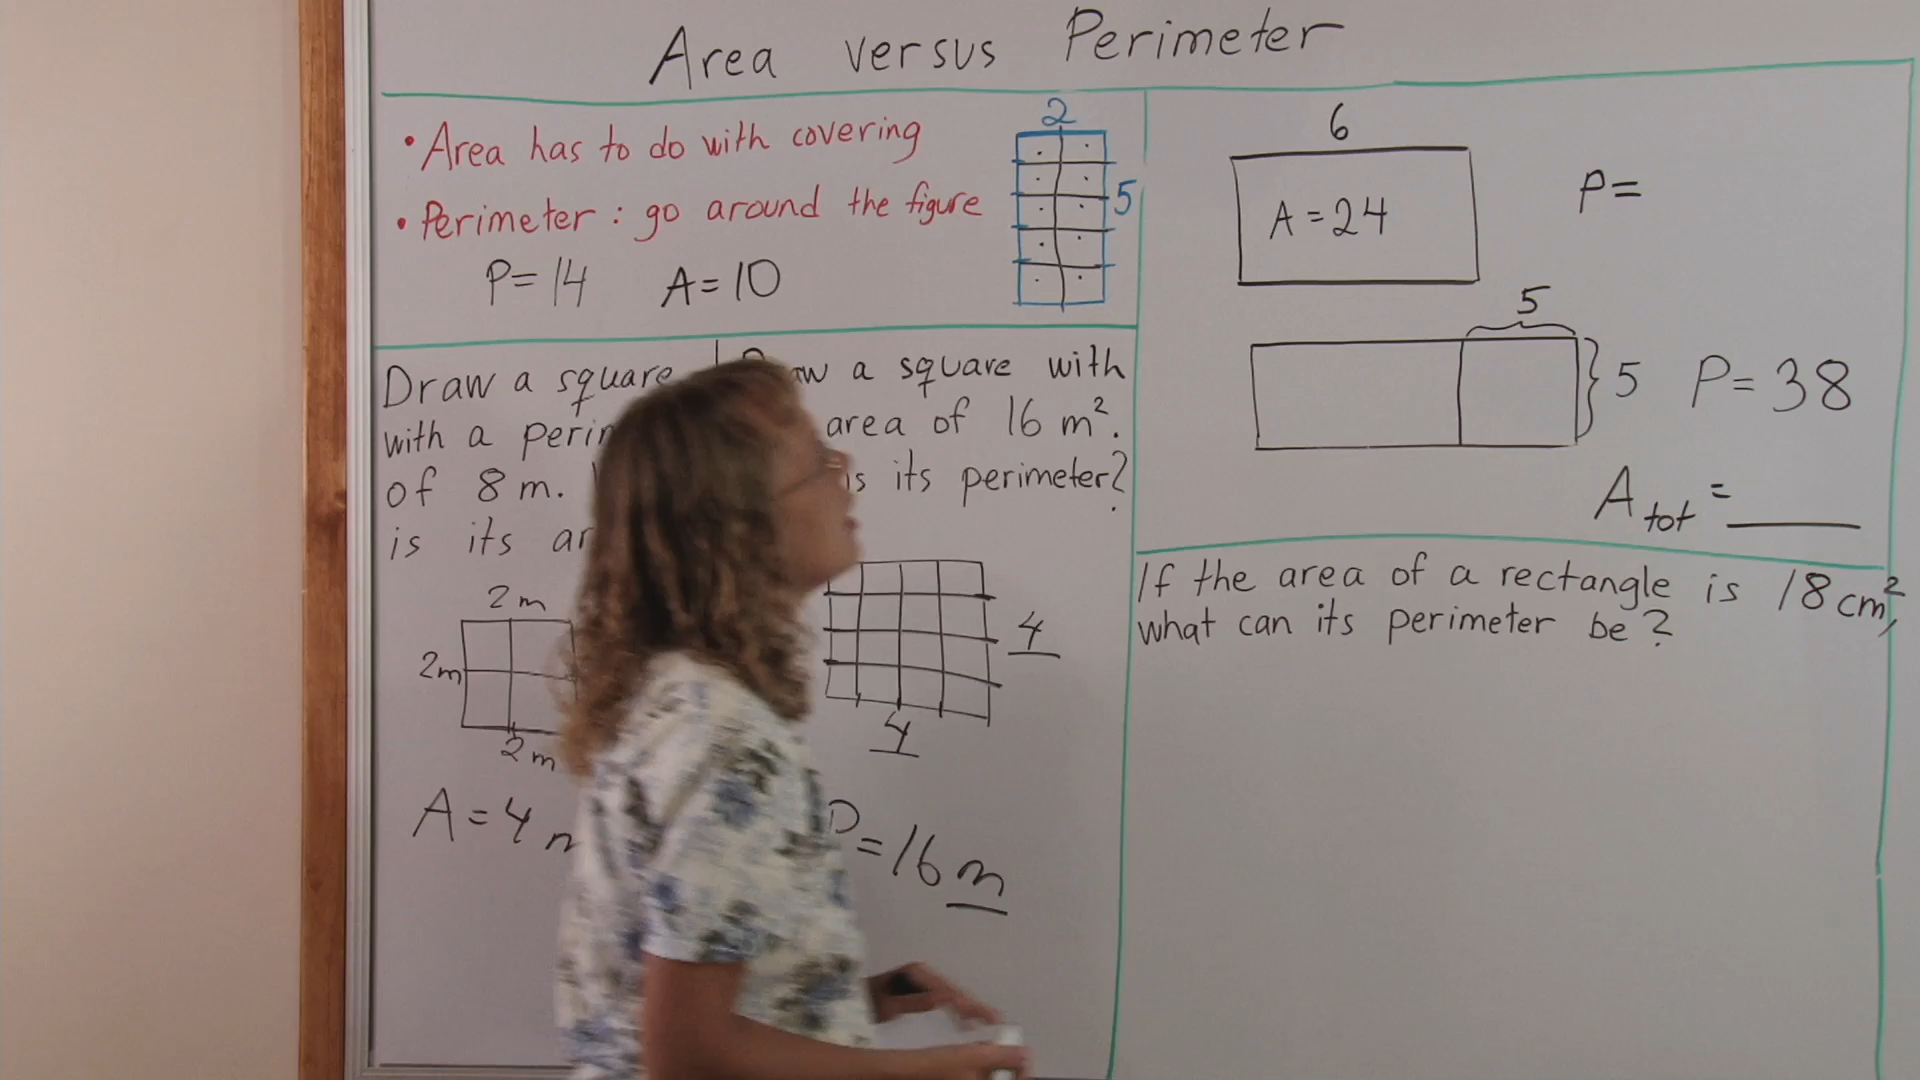 Area versus Perimeter
• Area has to do with covering
• Perimeter: go around the figure
P=14 A=10
2
5
Draw a square
with a
of 8 m.
is its
2 m
2m
2 m
A=4
a square with
area of 16 m².
is its perimeter?
4
4
P=16 m
6
A=24
P=
5
5
P=38
A tot = ____
If the area of a rectangle is 18 cm²,
what can its perimeter be?